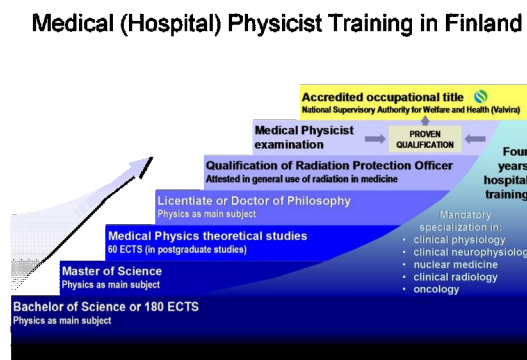 Medical (Hospital) Physicist Training in Finland
Accredited occupational title
National Supervisory Authority for Welfare and Health (Valvira)
Medical Physicist
examination
PROVEN
QUALIFICATION
Four
years
hospital
training
Qualification of Radiation Protection Officer
Attested in general use of radiation in medicine
Licentiate or Doctor of Philosophy
Physics as main subject
Medical Physics theoretical studies
60 ECTS (in postgraduate studies)
Master of Science
Physics as main subject
Bachelor of Science or 180 ECTS
Physics as main subject
Mandatory
specialization in:
• clinical physiology
• clinical neurophysiolog
• nuclear medicine
• clinical radiology
• oncology